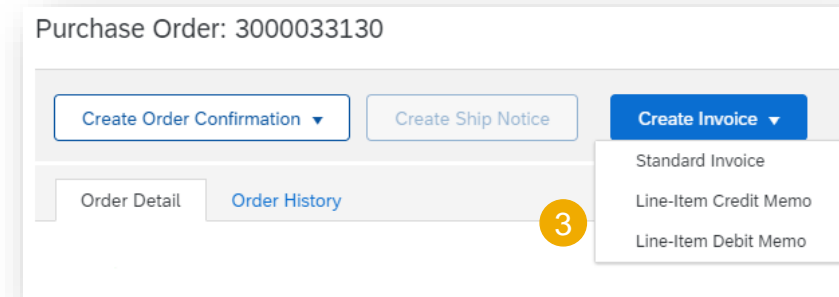 Purchase Order: 3000033130
Create Order Confirmation ▼
Create Ship Notice
Create Invoice ▼
Standard Invoice
Order Detail
Order History
Line-Item Credit Memo
3
Line-Item Debit Memo